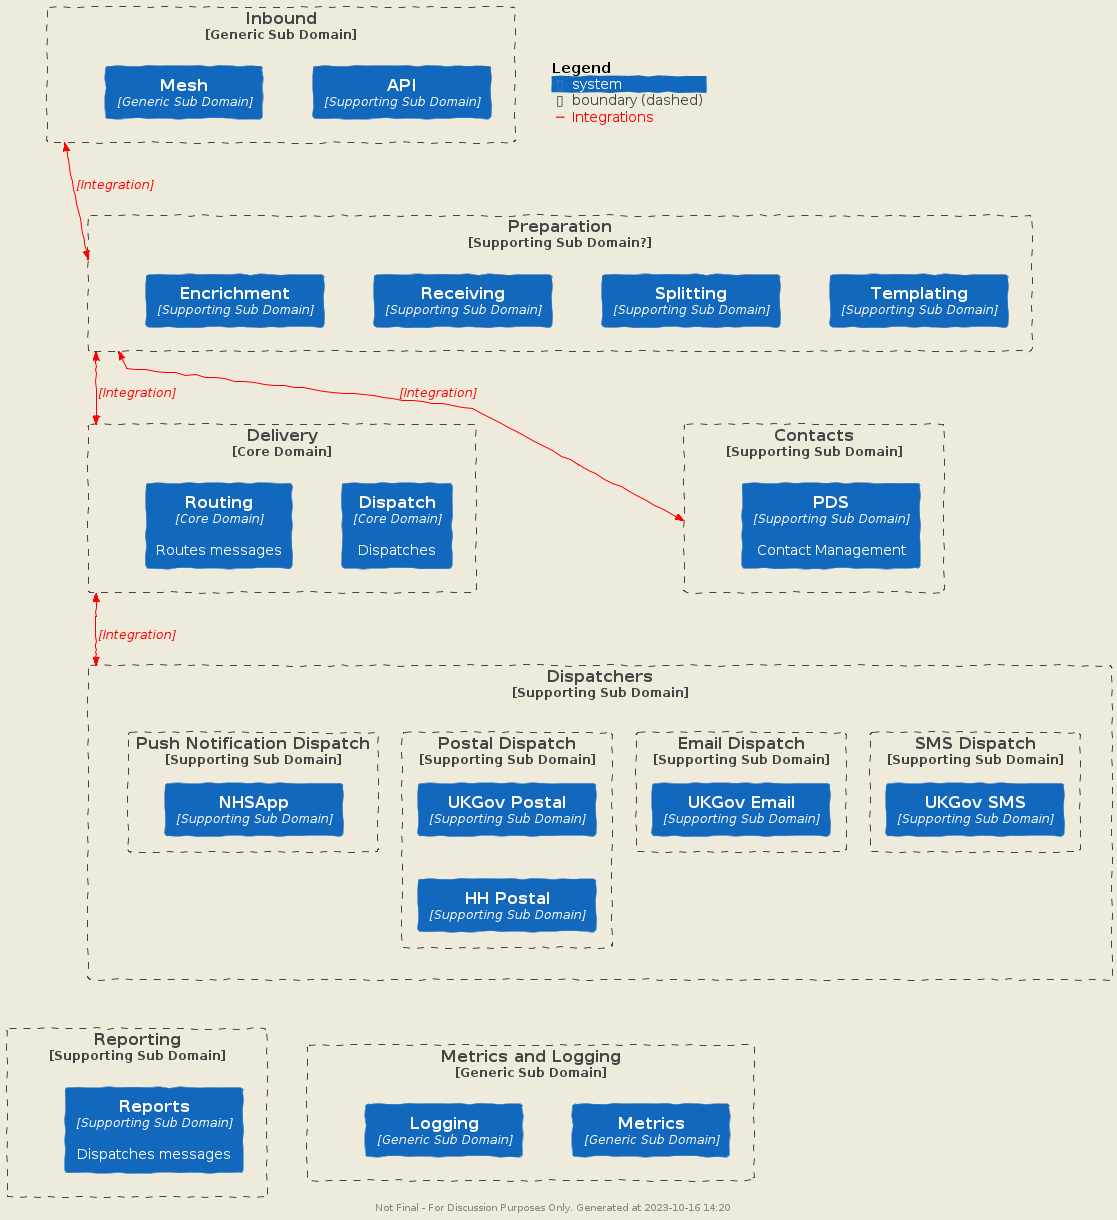 Inbound
[Generic Sub Domain]
Mesh
[Generic Sub Domain]
API
[Supporting Sub Domain]
Legend
system
boundary (dashed)
– Integrations
[Integration]
Preparation
[Supporting Sub Domain?]
Encrichment
[Supporting Sub Domain]
Receiving
[Supporting Sub Domain]
Splitting
[Supporting Sub Domain]
Templating
[Supporting Sub Domain]
[Integration]
[Integration]
Delivery
[Core Domain]
Routing
[Core Domain]
Routes messages
Dispatch
[Core Domain]
Dispatches
Contacts
[Supporting Sub Domain]
PDS
[Supporting Sub Domain]
Contact Management
[Integration]
Dispatchers
[Supporting Sub Domain]
Push Notification Dispatch
[Supporting Sub Domain]
NHSApp
[Supporting Sub Domain]
Postal Dispatch
[Supporting Sub Domain]
UKGov Postal
[Supporting Sub Domain]
HH Postal
[Supporting Sub Domain]
Email Dispatch
[Supporting Sub Domain]
UKGov Email
[Supporting Sub Domain]
SMS Dispatch
[Supporting Sub Domain]
UKGov SMS
[Supporting Sub Domain]
Reporting
[Supporting Sub Domain]
Reports
[Supporting Sub Domain]
Dispatches messages
Metrics and Logging
[Generic Sub Domain]
Logging
[Generic Sub Domain]
Metrics
[Generic Sub Domain]
Not Final - For Discussion Purposes Only. Generated at 2023-10-16 14:20